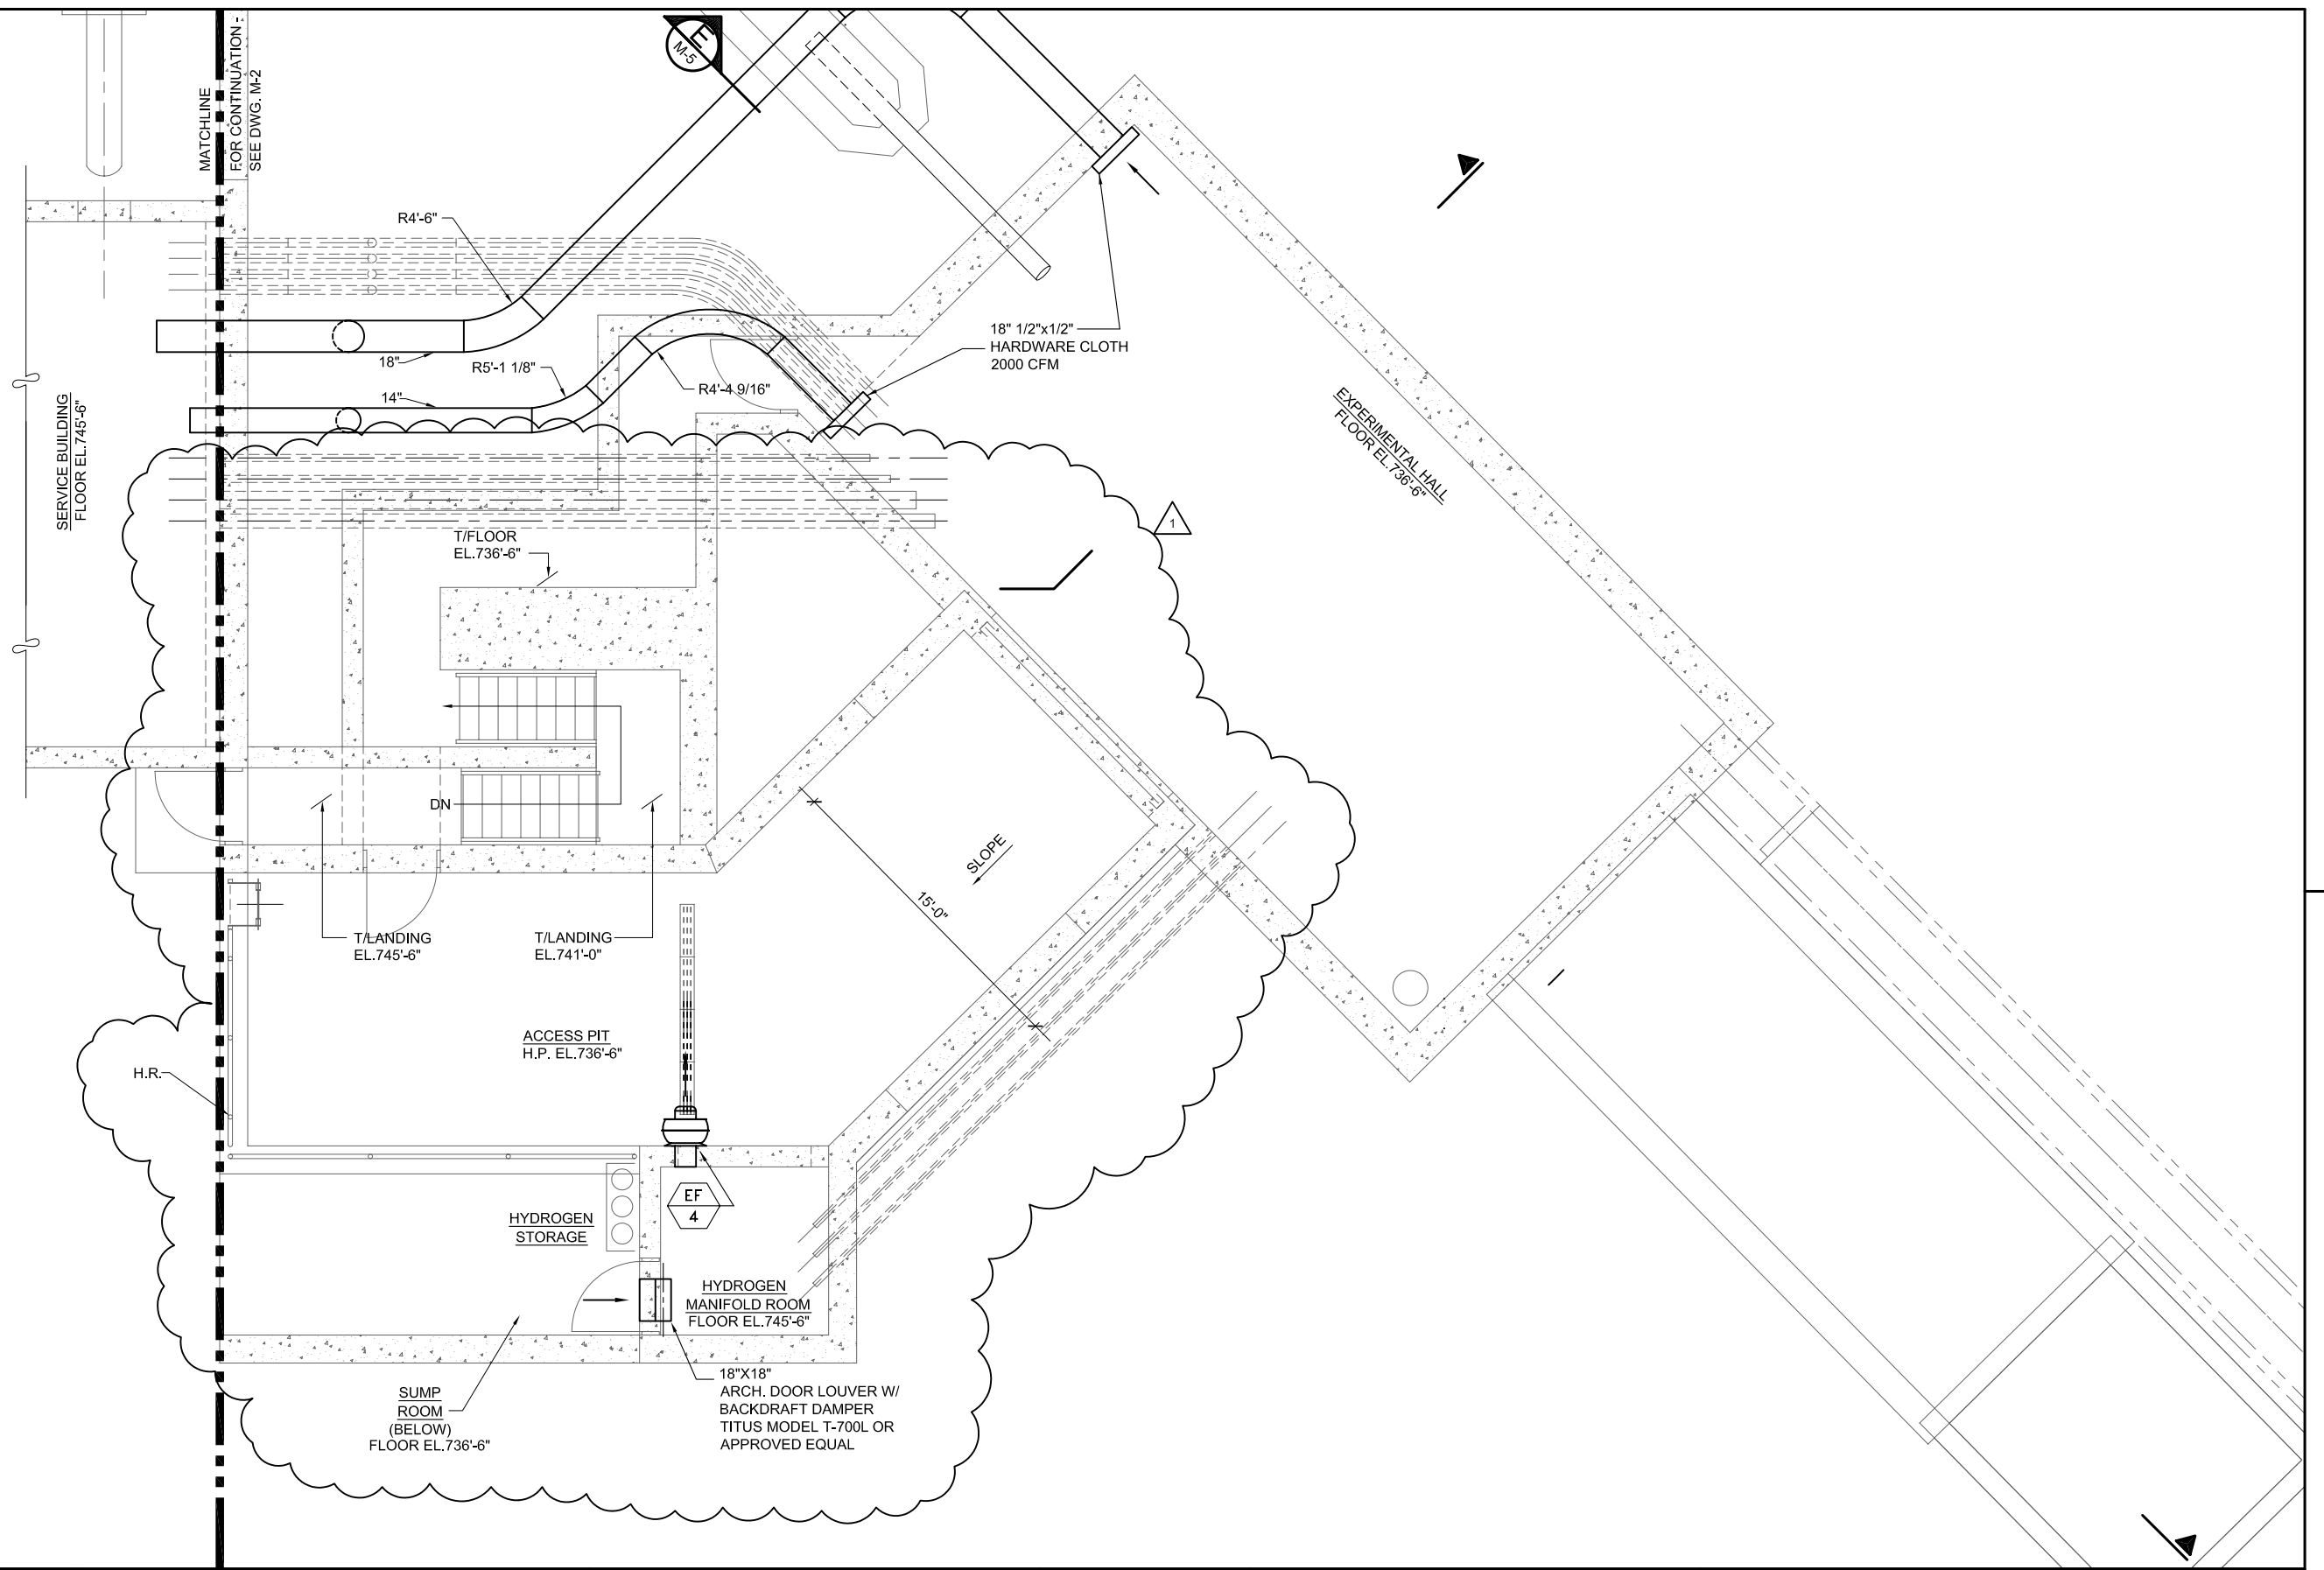 MATCHLINE
FOR CONTINUATION -
SEE DWG. M-2
E
M-5
R4'-6"
18"
R5'-1 1/8"
14"
R4'-4 9/16"
18" 1/2"x1/2"
HARDWARE CLOTH
2000 CFM
SERVICE BUILDING
FLOOR EL.745'-6"
EXPERIMENTAL HALL
FLOOR EL.736'-6"
1
T/FLOOR
EL.736'-6"
DN
SLOPE
15'-0"
T/LANDING
EL.745'-6"
T/LANDING
EL.741'-0"
ACCESS PIT
H.P. EL.736'-6"
H.R.
EF
4
HYDROGEN
STORAGE
HYDROGEN
MANIFOLD ROOM
FLOOR EL.745'-6"
18"X18"
ARCH. DOOR LOUVER W/
BACKDRAFT DAMPER
TITUS MODEL T-700L OR
APPROVED EQUAL
SUMP
ROOM
(BELOW)
FLOOR EL.736'-6"